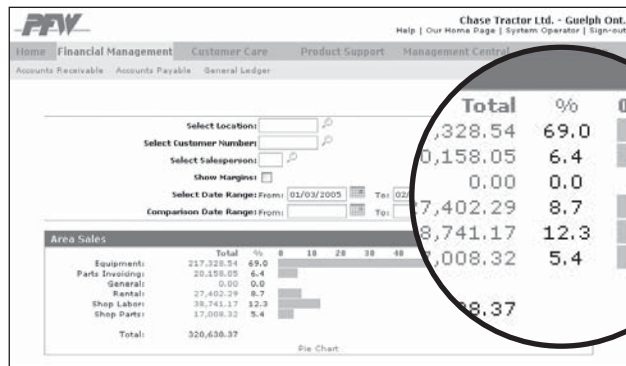 PFW
Chase Tractor Ltd. - Guelph Ont.
Help | Our Home Page | System Operator | Sign-out
Home Financial Management Customer Care Product Support Management Central
Accounts Receivable Accounts Payable General Ledger
Select Location:
Select Customer Number:
Select Salesperson:
Show Margins:
Select Date Range: From: 01/03/2005 To: 02/
Comparison Date Range: From: To:
Area Sales
Total % 0 10 20 30 40
Equipment: 217,328.54 69.0
Parts Invoicing: 20,158.05 6.4
General: 0.00 0.0
Rental: 27,402.29 8.7
Shop Labor: 38,741.17 12.3
Shop Parts: 17,008.32 5.4
Total: 320,638.37
Pie Chart
Total % 0
,328.54 69.0
0,158.05 6.4
0.00 0.0
27,402.29 8.7
8,741.17 12.3
,008.32 5.4
8.37